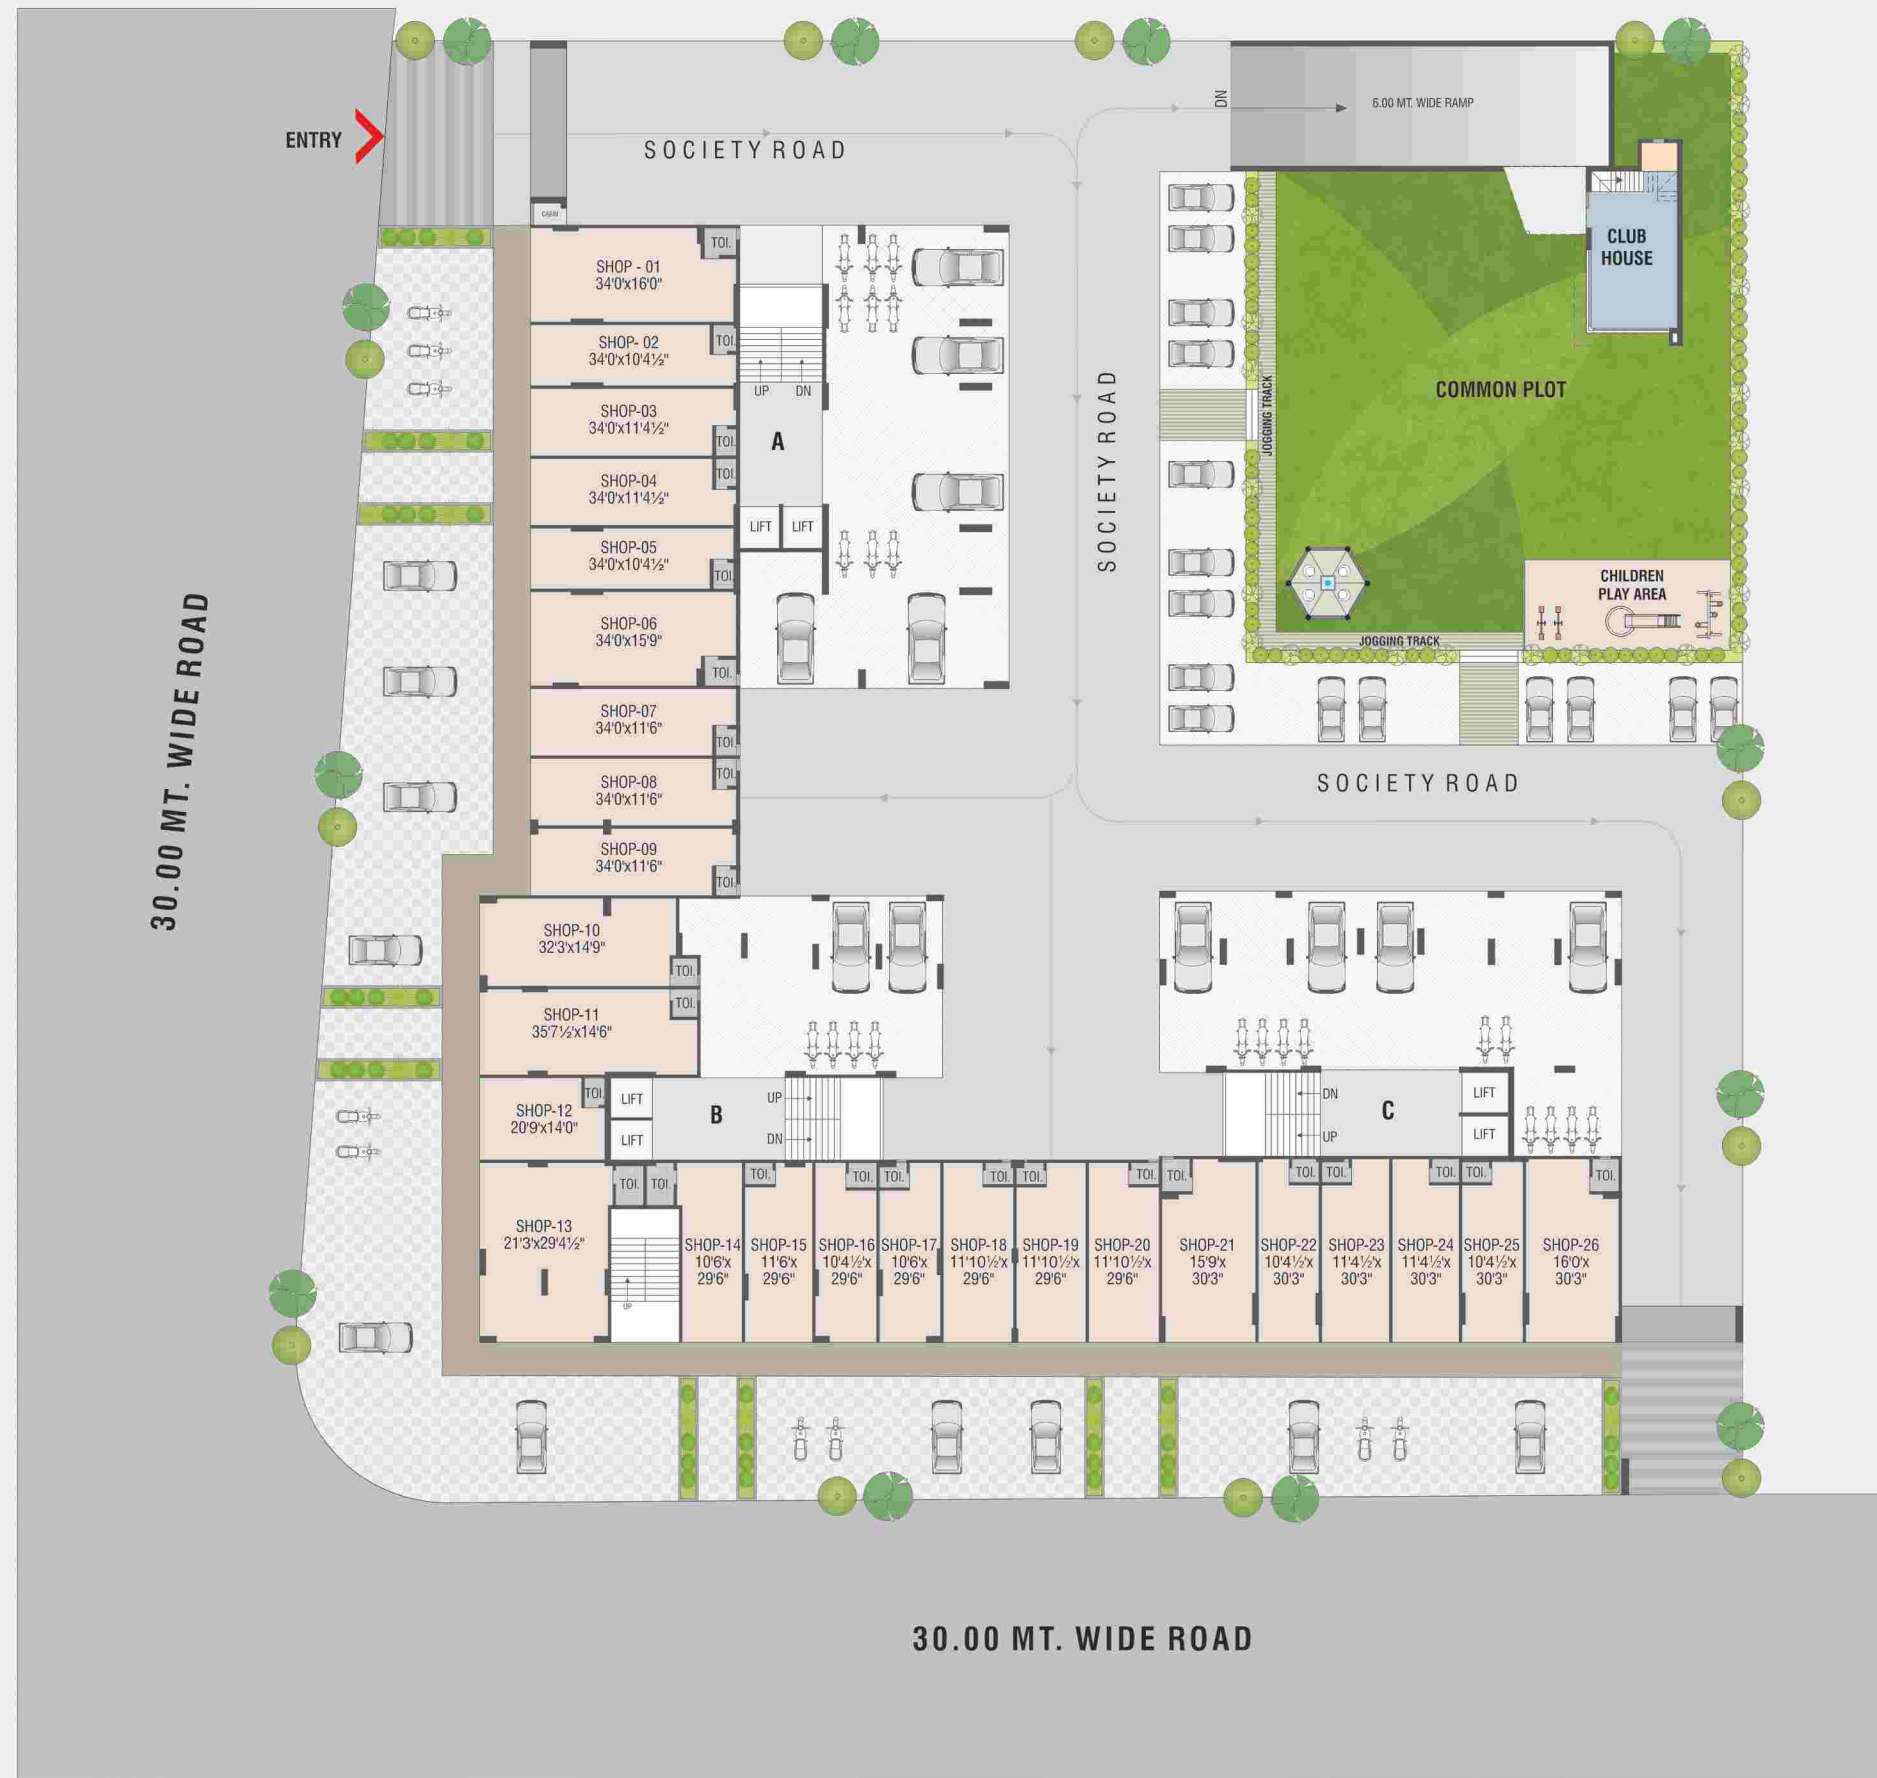 ENTRY
SOCIETY ROAD
DN
6.00 MT. WIDE RAMP
CABIN
SHOP - 01
34'0"x16'0"
TOI.
SHOP- 02
34'0"x10'4½"
TOI.
SHOP-03
34'0"x11'4½"
TOI.
SHOP-04
34'0"x11'4½"
TOI.
SHOP-05
34'0"x10'4½"
TOI.
SHOP-06
34'0"x15'9"
TOI.
SHOP-07
34'0"x11'6"
TOI.
SHOP-08
34'0"x11'6"
TOI.
SHOP-09
34'0"x11'6"
TOI.
UP
DN
A
LIFT
LIFT
SOCIETY ROAD
CLUB
HOUSE
COMMON PLOT
JOGGING TRACK
CHILDREN
PLAY AREA
JOGGING TRACK
SOCIETY ROAD
30.00 MT. WIDE ROAD
SHOP-10
32'3"x14'9"
TOI.
SHOP-11
35'7½"x14'6"
TOI.
SHOP-12
20'9"x14'0"
TOI.
LIFT
LIFT
B
UP
DN
DN
UP
C
LIFT
LIFT
SHOP-13
21'3"x29'4½"
TOI.
TOI.
UP
SHOP-14
10'6"x
29'6"
TOI.
SHOP-15
11'6"x
29'6"
TOI.
SHOP-16
10'4½"x
29'6"
TOI.
SHOP-17
10'6"x
29'6"
TOI.
SHOP-18
11'10½"x
29'6"
TOI.
SHOP-19
11'10½"x
29'6"
TOI.
SHOP-20
11'10½"x
29'6"
TOI.
SHOP-21
15'9"x
30'3"
TOI.
SHOP-22
10'4½"x
30'3"
TOI.
SHOP-23
11'4½"x
30'3"
TOI.
SHOP-24
11'4½"x
30'3"
TOI.
SHOP-25
10'4½"x
30'3"
TOI.
SHOP-26
16'0"x
30'3"
30.00 MT. WIDE ROAD